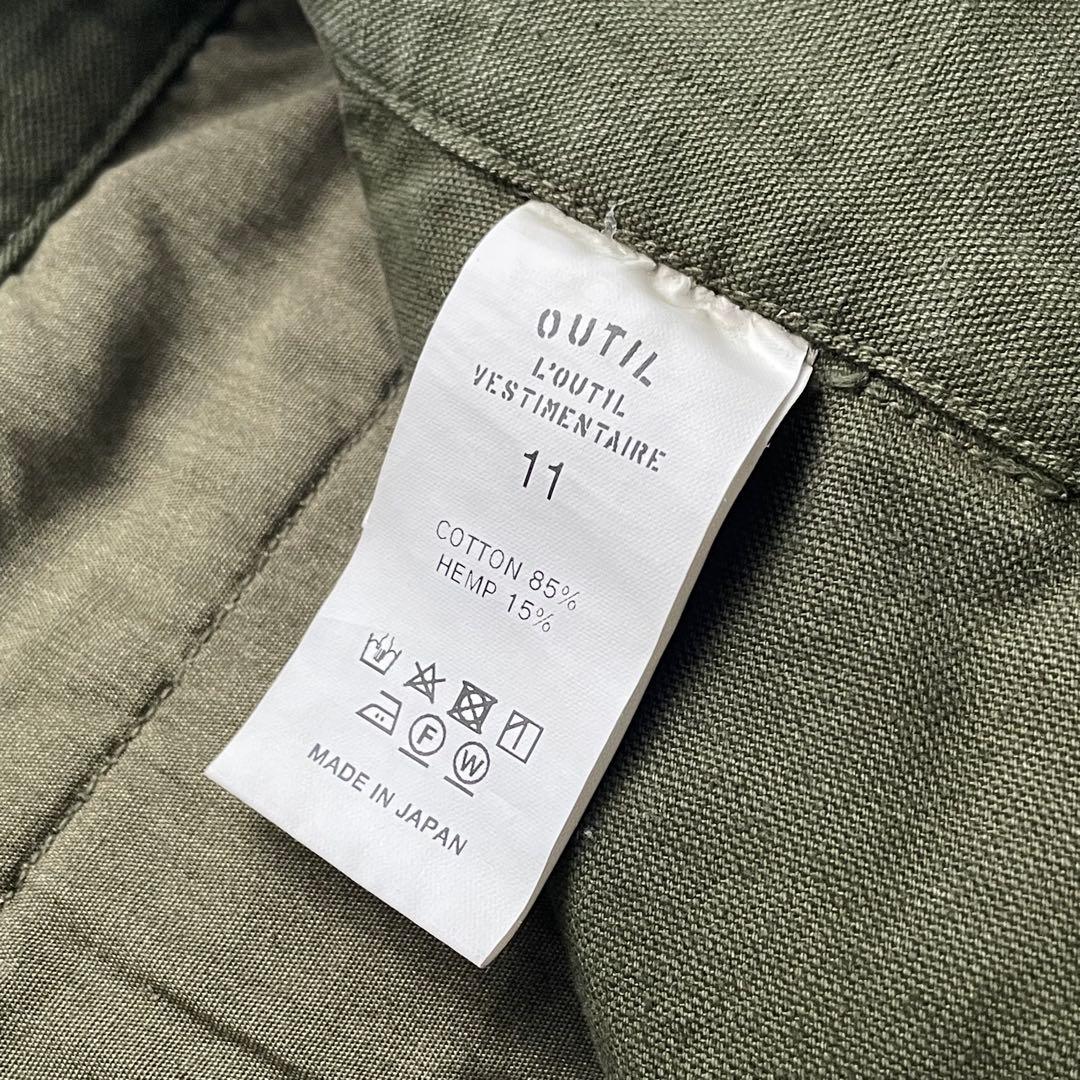 OUTIL
L'OUTIL
VESTIMENTAIRE
11
COTTON 85%
HEMP 15%
F W
MADE IN JAPAN